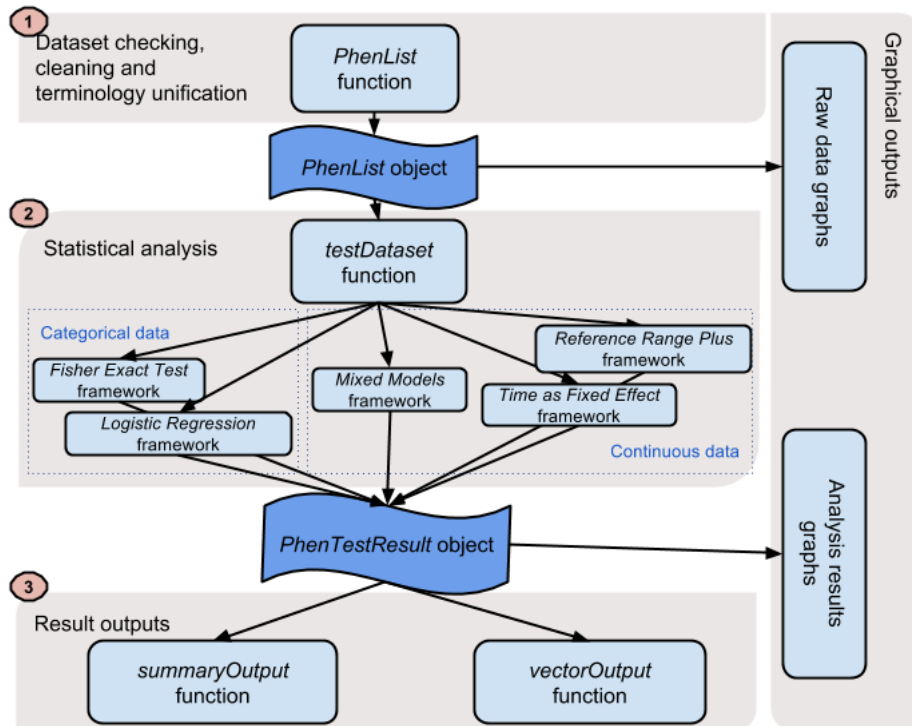 1
Dataset checking,
cleaning and
terminology unification
PhenList
function
PhenList object
Raw data graphs
Graphical outputs
2
Statistical analysis
testDataset
function
Categorical data
Fisher Exact Test
framework
Logistic Regression
framework
Mixed Models
framework
Reference Range Plus
framework
Time as Fixed Effect
framework
Continuous data
PhenTestResult object
Analysis results
graphs
3
Result outputs
summaryOutput
function
vectorOutput
function